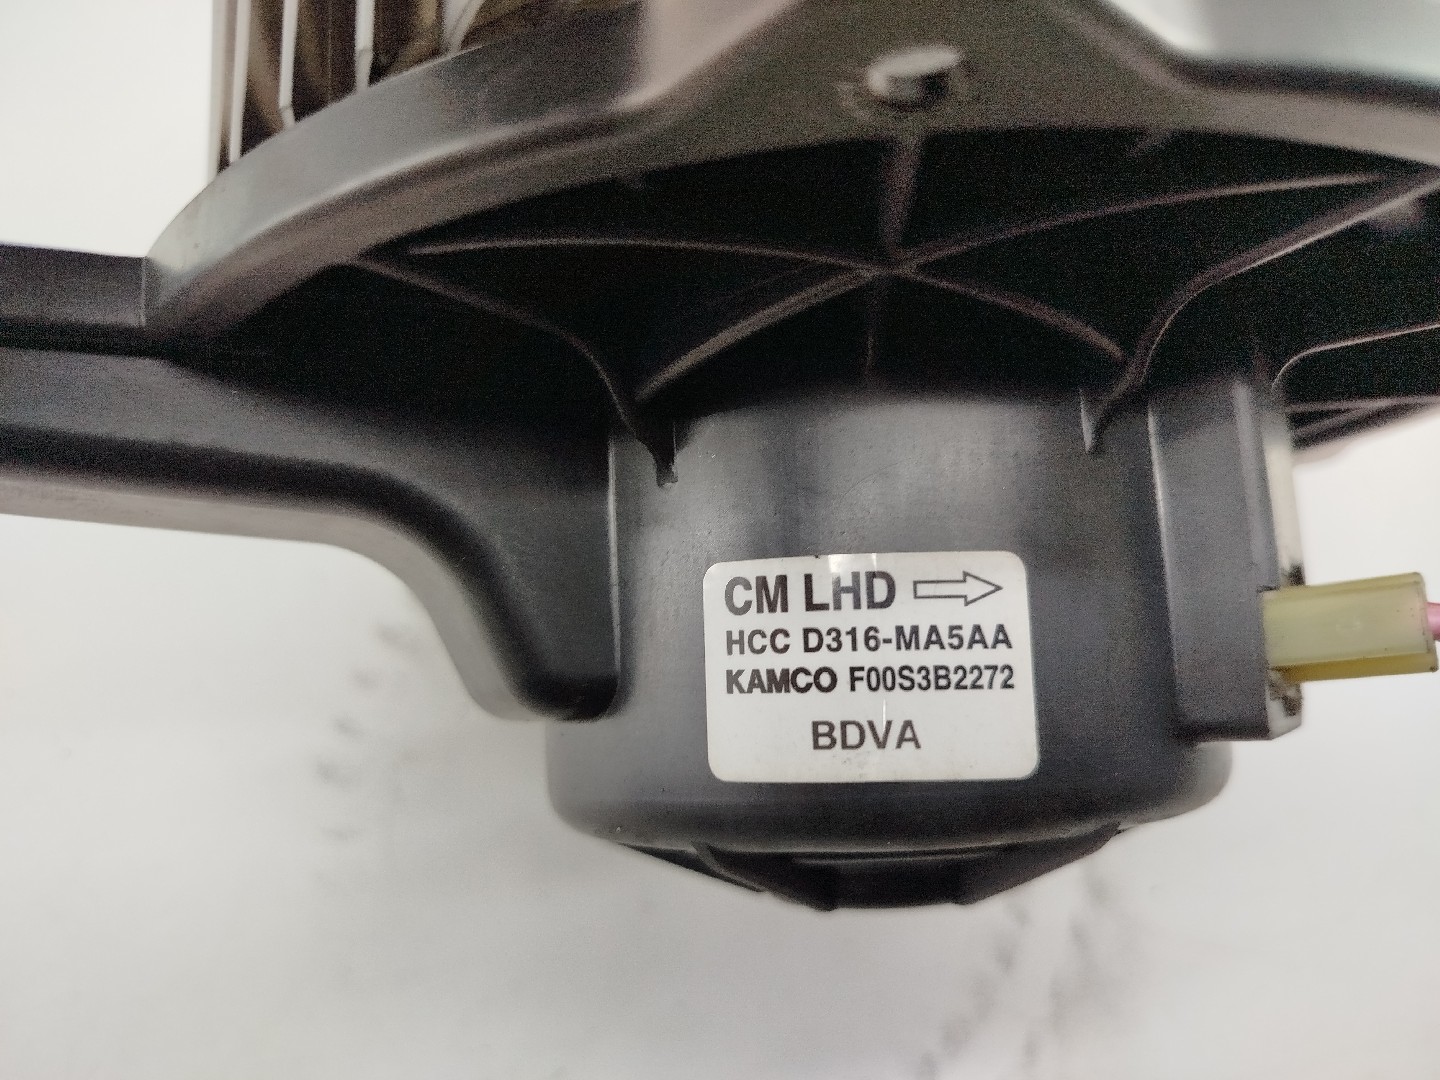 CM LHD
HCC D316-MA5AA
KAMCO F00S3B2272
BDVA